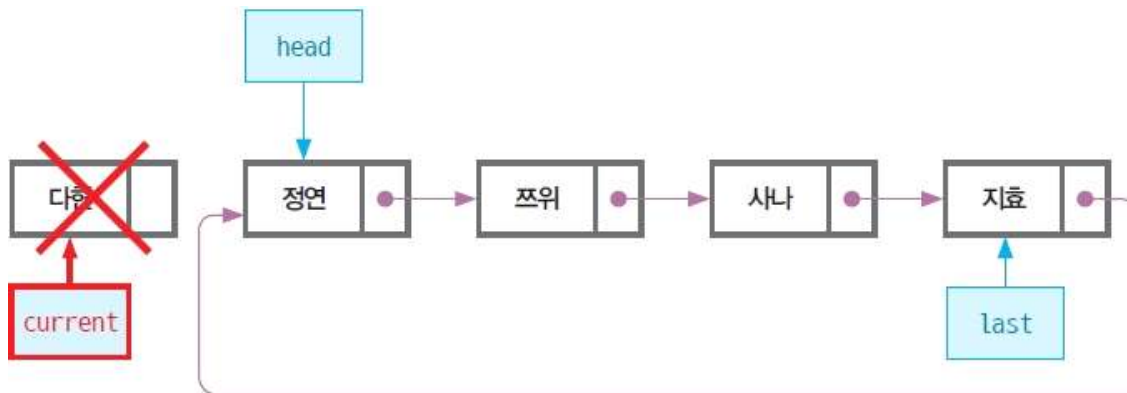 head
다현
정연
쯔위
사나
지효
current
last